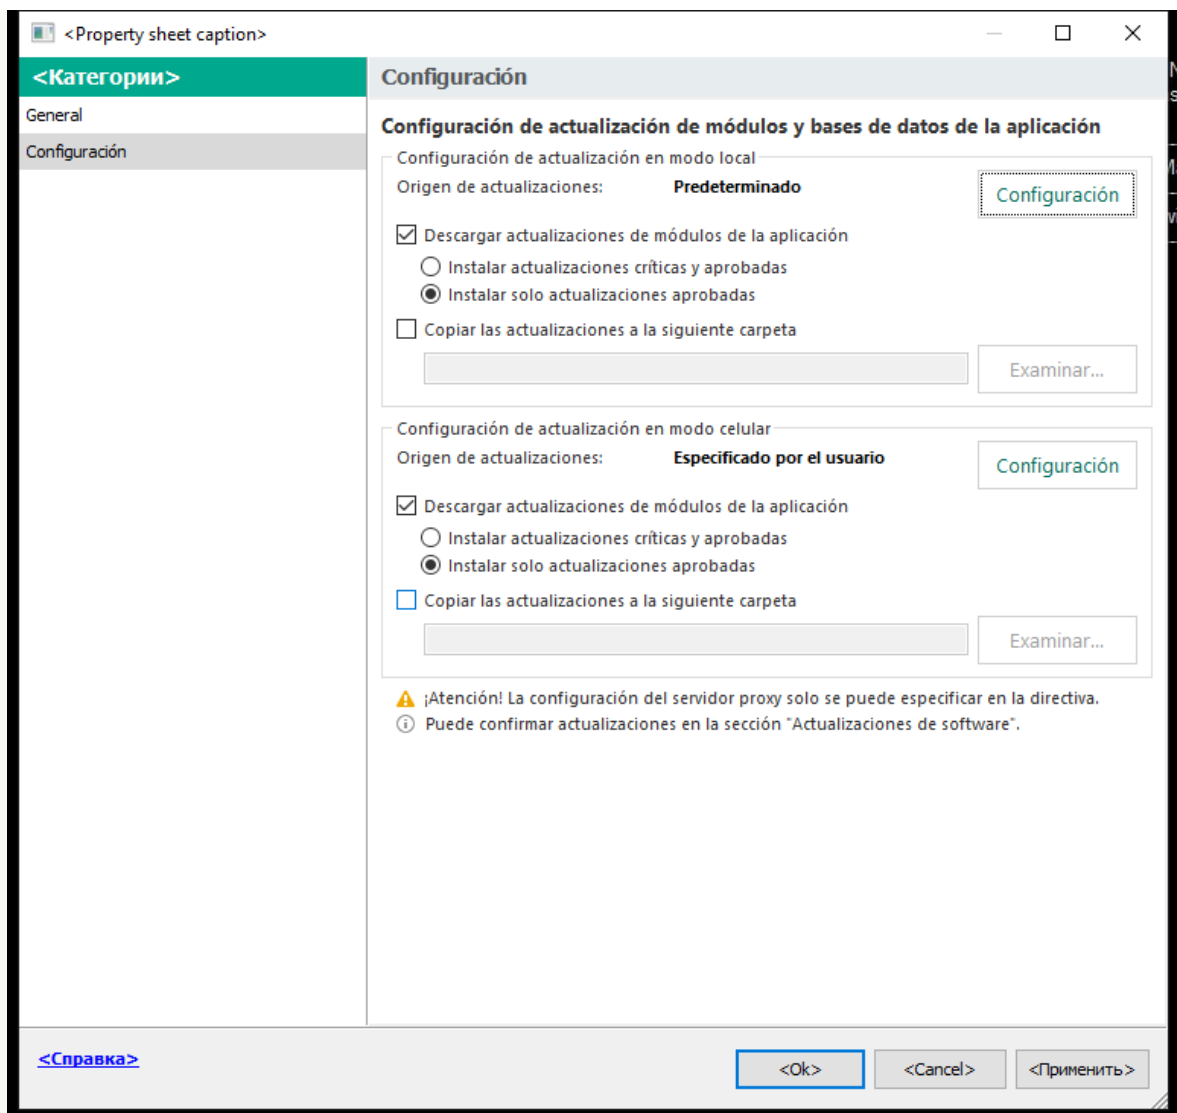 <Property sheet caption>
<Категории>
General
Configuración
Configuración
Configuración de actualización de módulos y bases de datos de la aplicación
Configuración de actualización en modo local
Origen de actualizaciones: Predeterminado
Configuración
Descargar actualizaciones de módulos de la aplicación
Instalar actualizaciones críticas y aprobadas
Instalar solo actualizaciones aprobadas
Copiar las actualizaciones a la siguiente carpeta
Examinar...
Configuración de actualización en modo celular
Origen de actualizaciones: Especificado por el usuario
Configuración
Descargar actualizaciones de módulos de la aplicación
Instalar actualizaciones críticas y aprobadas
Instalar solo actualizaciones aprobadas
Copiar las actualizaciones a la siguiente carpeta
Examinar...
¡Atención! La configuración del servidor proxy solo se puede especificar en la directiva.
Puede confirmar actualizaciones en la sección "Actualizaciones de software".
<Справка>
<Ok> <Cancel> <Применить>